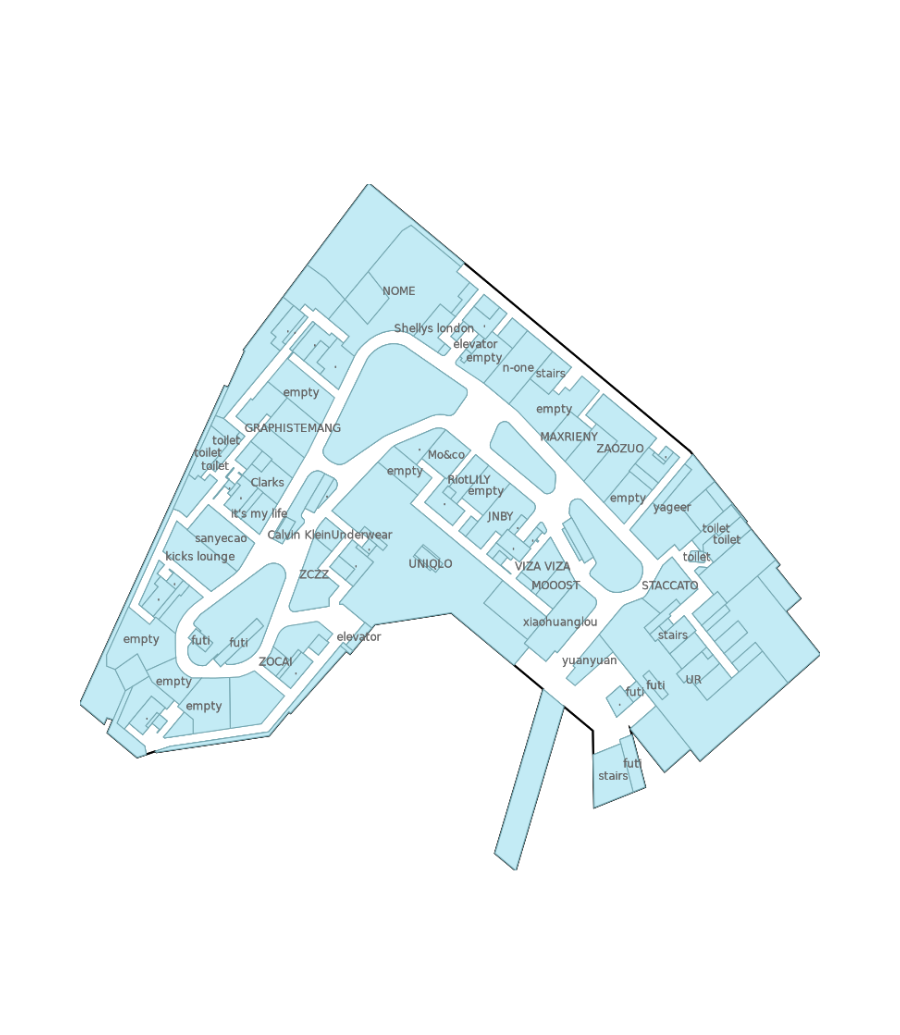 NOME
Shellys london
elevator
empty
n-one
stairs
empty
empty
GRAPHISTEMANG
MAXRIENY
ZAOZUO
toilet
toilet
toilet
Mo&co
empty
RiotLILY
empty
Clarks
empty
yageer
it's my life
JNBY
toilet
toilet
sanyecao
Calvin KleinUnderwear
kicks lounge
UNIQLO
toilet
VIZA VIZA
ZCZZ
MOOOST
STACCATO
xiaohuanglou
empty
futi
futi
elevator
stairs
ZOCAI
yuanyuan
empty
UR
futi
futi
empty
futi
stairs